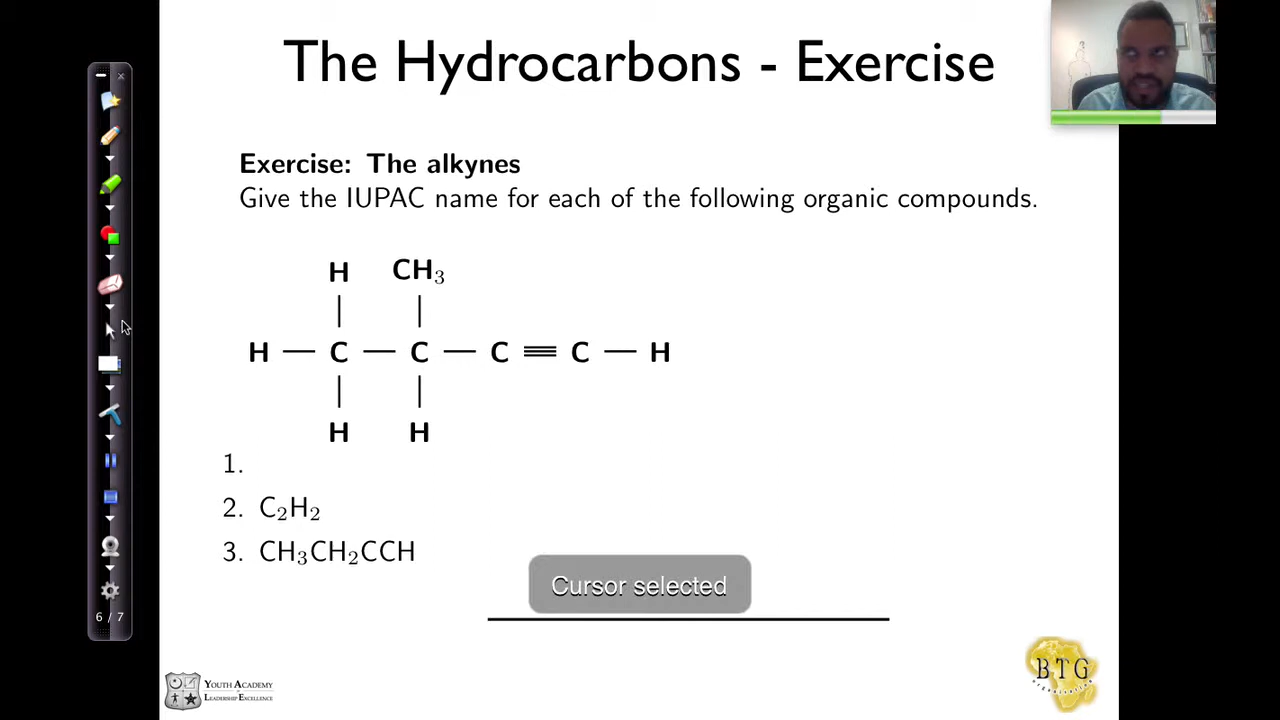 The Hydrocarbons - Exercise
Exercise: The alkynes
Give the IUPAC name for each of the following organic compounds.
H CH₃
H — C — C — C ≡ C — H
H H
1.
2. C₂H₂
3. CH₃CH₂CCH
Cursor selected
6 / 7
YOUTH ACADEMY
LEADERSHIP EXCELLENCE
BTG